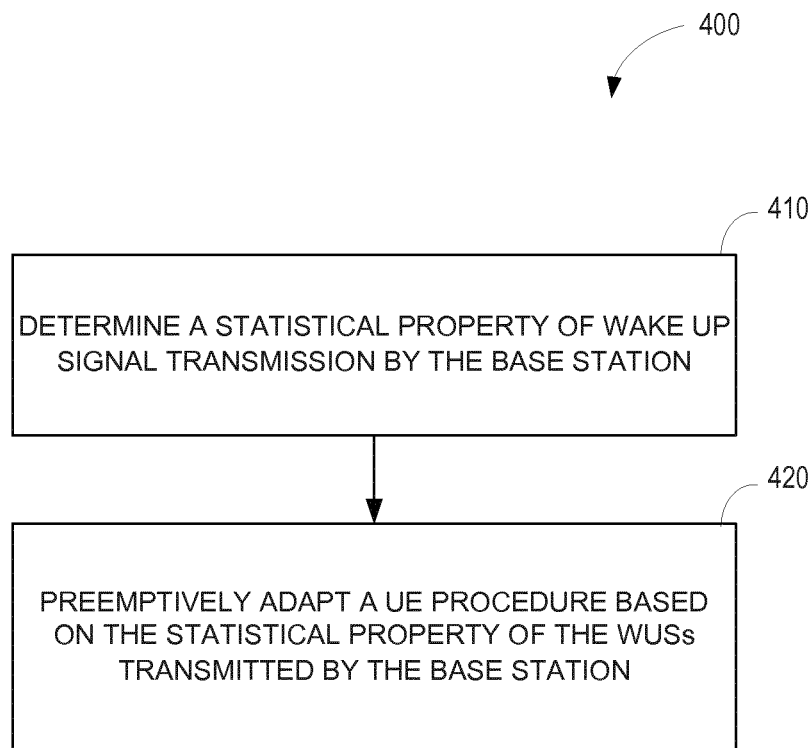 400
410
DETERMINE A STATISTICAL PROPERTY OF WAKE UP
SIGNAL TRANSMISSION BY THE BASE STATION
420
PREEMPTIVELY ADAPT A UE PROCEDURE BASED
ON THE STATISTICAL PROPERTY OF THE WUSs
TRANSMITTED BY THE BASE STATION